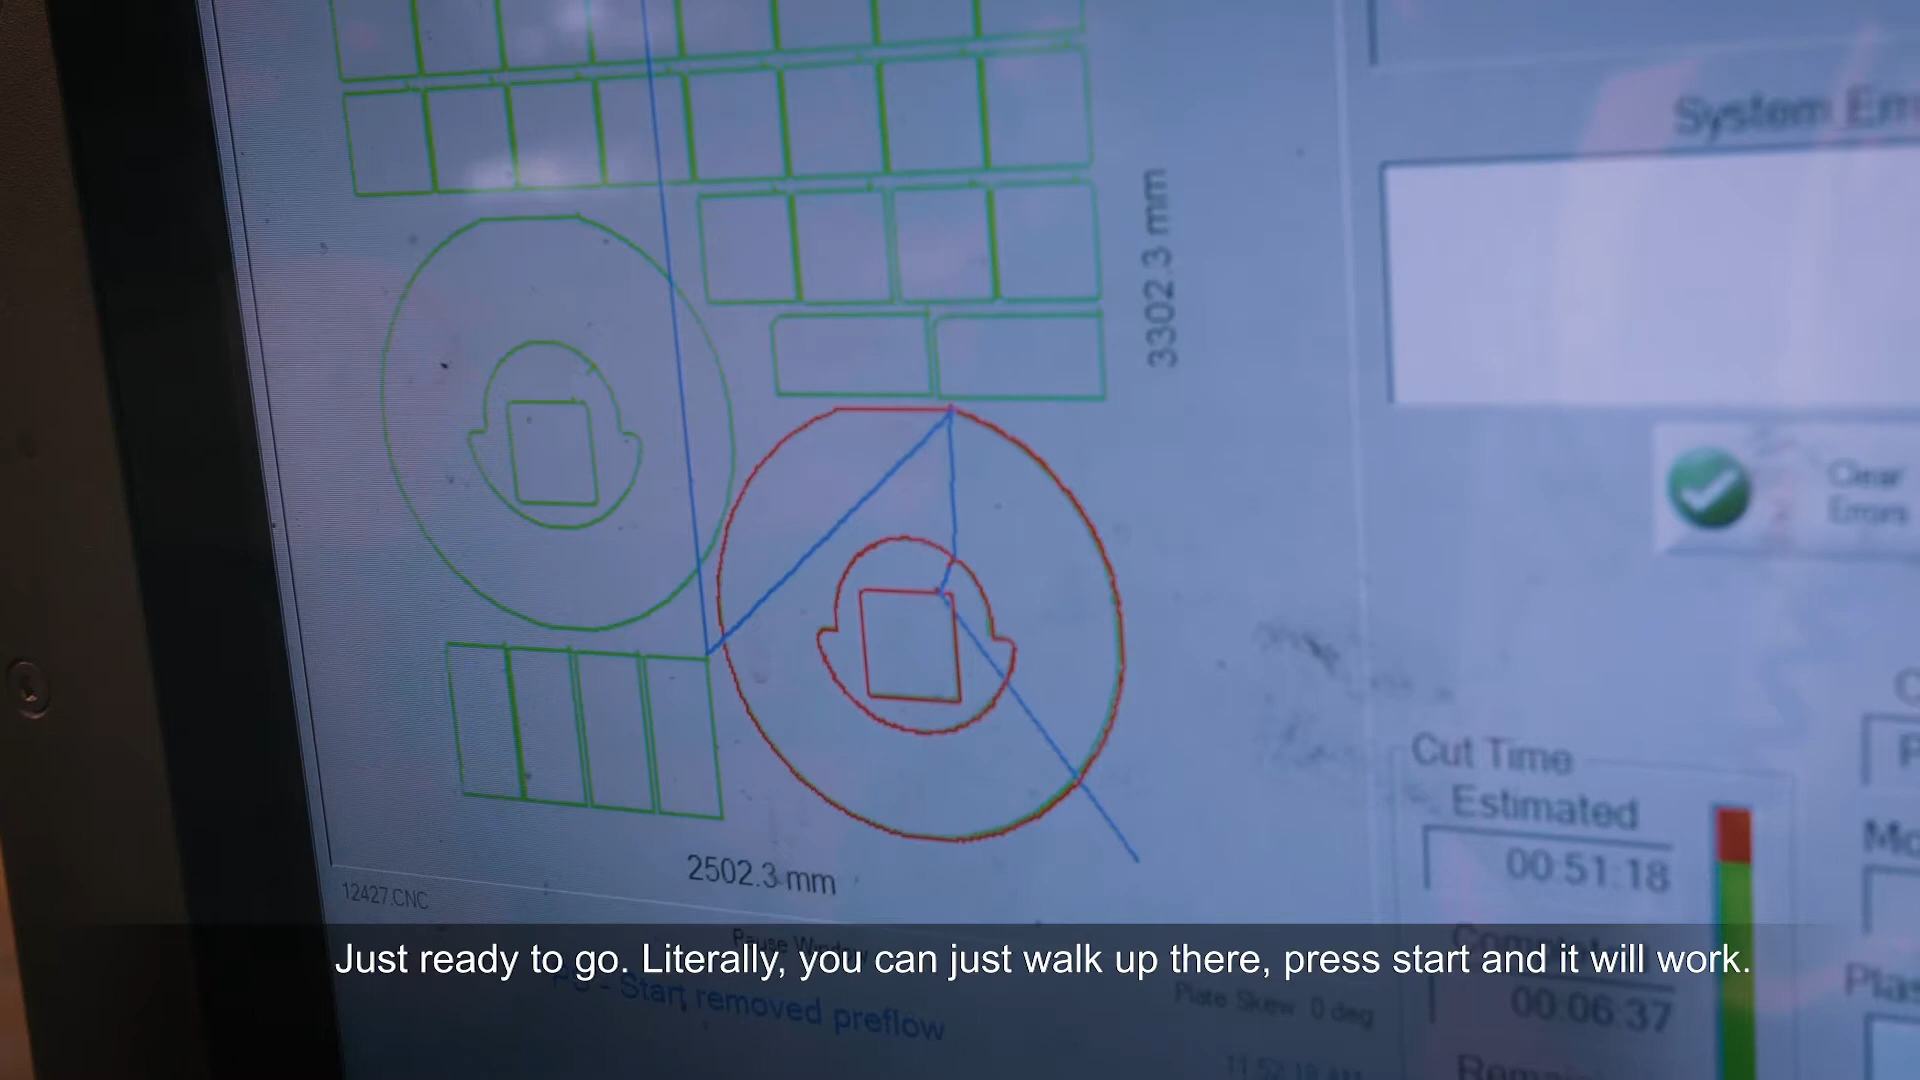 System
3302.3 mm
Clear
Errors
Cut Time
Estimated
00:51:18
2502.3 mm
12427.CNC
Just ready to go. Literally, you can just walk up there, press start and it will work.
- Start removed preflow
Plate Skew 0 deg
00:06:37